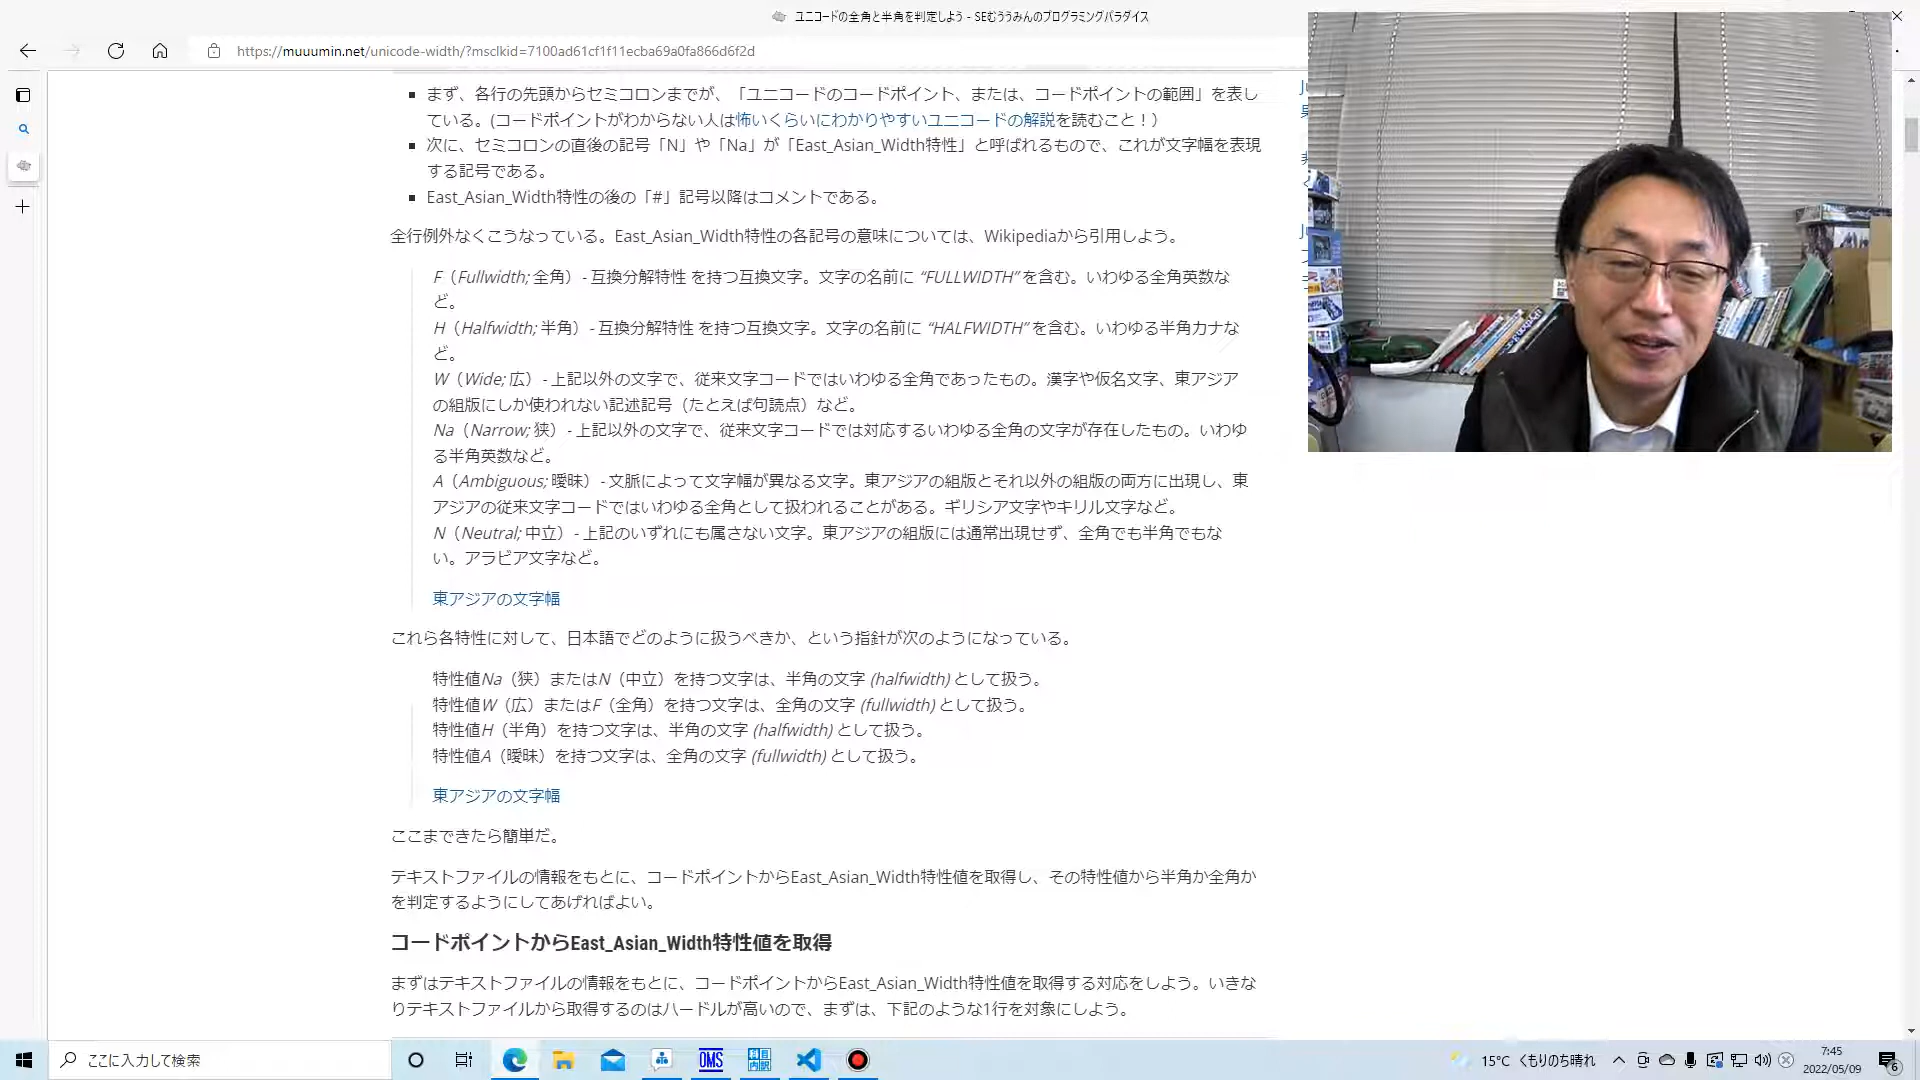 ユニコードの全角と半角を判定しよう - SEむううみんのプログラミングパラダイス
https://muuumin.net/unicode-width/?msclkid=7100ad61cf1f11ecba69a0fa866d6f2d
まず、各行の先頭からセミコロンまでが、「ユニコードのコードポイント、または、コードポイントの範囲」を表し
ている。(コードポイントがわからない人は怖いくらいにわかりやすいユニコードの解説を読むこと！）
次に、セミコロンの直後の記号「N」や「Na」が「East_Asian_Width特性」と呼ばれるもので、これが文字幅を表現
する記号である。
East_Asian_Width特性の後の「#」記号以降はコメントである。
全行例外なくこうなっている。East_Asian_Width特性の各記号の意味については、Wikipediaから引用しよう。
F（Fullwidth; 全角） - 互換分解特性 を持つ互換文字。文字の名前に “FULLWIDTH” を含む。いわゆる全角英数な
ど。
H（Halfwidth; 半角） - 互換分解特性 を持つ互換文字。文字の名前に “HALFWIDTH” を含む。いわゆる半角カナな
ど。
W（Wide; 広） - 上記以外の文字で、従来文字コードではいわゆる全角であったもの。漢字や仮名文字、東アジア
の組版にしか使われない記述記号（たとえば句読点）など。
Na（Narrow; 狭） - 上記以外の文字で、従来文字コードでは対応するいわゆる全角の文字が存在したもの。いわゆ
る半角英数など。
A（Ambiguous; 曖昧） - 文脈によって文字幅が異なる文字。東アジアの組版とそれ以外の組版の両方に出現し、東
アジアの従来文字コードではいわゆる全角として扱われることがある。ギリシア文字やキリル文字など。
N（Neutral; 中立） - 上記のいずれにも属さない文字。東アジアの組版には通常出現せず、全角でも半角でもな
い。アラビア文字など。
東アジアの文字幅
これら各特性に対して、日本語でどのように扱うべきか、という指針が次のようになっている。
特性値Na（狭）またはN（中立）を持つ文字は、半角の文字 (halfwidth) として扱う。
特性値W（広）またはF（全角）を持つ文字は、全角の文字 (fullwidth) として扱う。
特性値H（半角）を持つ文字は、半角の文字 (halfwidth) として扱う。
特性値A（曖昧）を持つ文字は、全角の文字 (fullwidth) として扱う。
東アジアの文字幅
ここまできたら簡単だ。
テキストファイルの情報をもとに、コードポイントからEast_Asian_Width特性値を取得し、その特性値から半角か全角か
を判定するようにしてあげればよい。
コードポイントからEast_Asian_Width特性値を取得
まずはテキストファイルの情報をもとに、コードポイントからEast_Asian_Width特性値を取得する対応をしよう。いきな
りテキストファイルから取得するのはハードルが高いので、まずは、下記のような1行を対象にしよう。
ここに入力して検索
OMS
科目
内訳
15°C くもりのち晴れ
7:45
2022/05/09
6